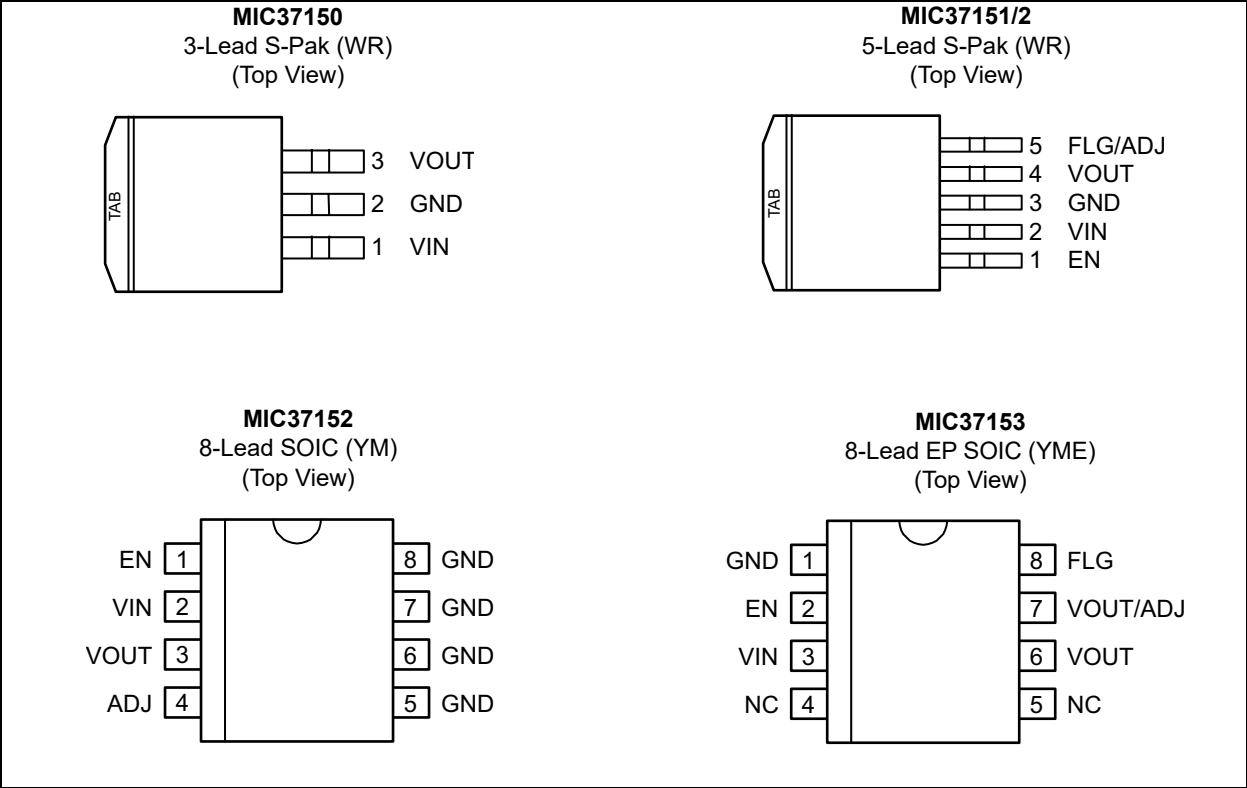 MIC37150
3-Lead S-Pak (WR)
(Top View)
TAB
3 VOUT
2 GND
1 VIN
MIC37151/2
5-Lead S-Pak (WR)
(Top View)
TAB
5 FLG/ADJ
4 VOUT
3 GND
2 VIN
1 EN
MIC37152
8-Lead SOIC (YM)
(Top View)
EN 1 8 GND
VIN 2 7 GND
VOUT 3 6 GND
ADJ 4 5 GND
MIC37153
8-Lead EP SOIC (YME)
(Top View)
GND 1 8 FLG
EN 2 7 VOUT/ADJ
VIN 3 6 VOUT
NC 4 5 NC